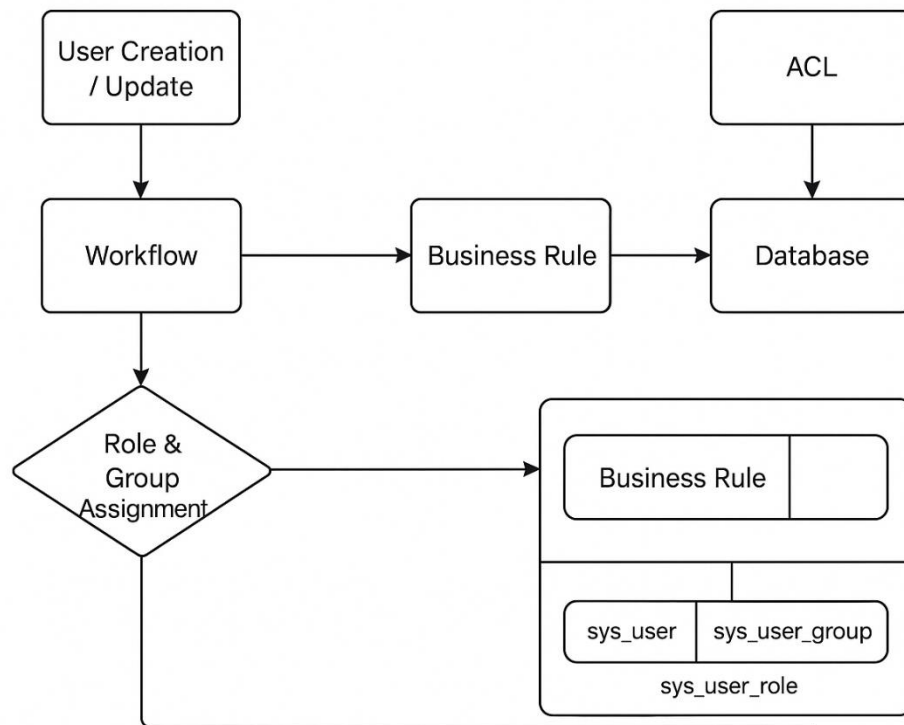 User Creation
/ Update
ACL
Workflow
Business Rule
Database
Role &
Group
Assignment
Business Rule
sys_user
sys_user_group
sys_user_role